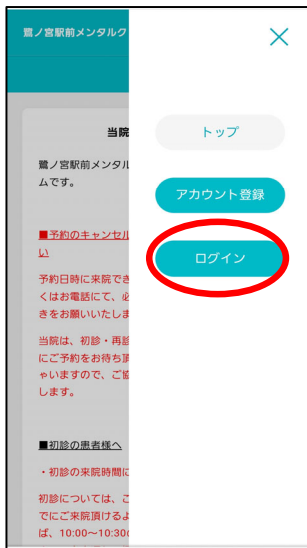 鷺ノ宮駅前メンタルク
トップ
アカウント登録
ログイン
当院
鷺ノ宮駅前メンタル
ムです。
■予約のキャンセル
い
予約日時に来院でき
くはお電話にて、必
きをお願いいたしま
当院は、初診・再診
にご予約をお待ち頂
ゃいますので、ご協
します。
■初診の患者様へ
・初診の来院時間に
初診については、こ
でにご来院頂けるよ
ば、10:00〜10:30の